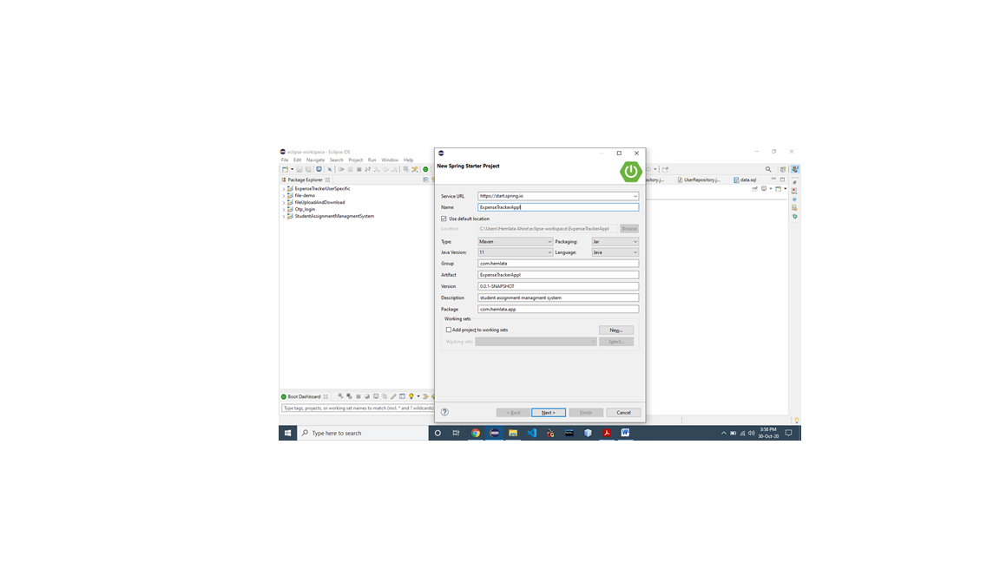 eclipse-workspace - Eclipse IDE
File Edit Navigate Search Project Run Window Help
Package Explorer
ExpenseTrackerUserSpecific
file-demo
fileUploadAndDownload
Otp_login
StudentAssignmentManagmentSystem
New Spring Starter Project
Service URL https://start.spring.io
Name ExpenseTrackerAppl
Use default location
Location C:\Users\Hemlata Ahire\eclipse-workspace\ExpenseTrackerAppl Browse
Type: Maven Packaging: Jar
Java Version: 11 Language: Java
Group com.hemlata
Artifact ExpenseTrackerAppl
Version 0.0.1-SNAPSHOT
Description student assignment managment system
Package com.hemlata.app
Working sets
Add project to working sets New...
Working sets: Select...
< Back Next > Finish Cancel
sitory.j... UserRepository.j... data.sql
Boot Dashboard
Type tags, projects, or working set names to match (incl. * and ? wildcards)
Type here to search
3:58 PM
30-Oct-20